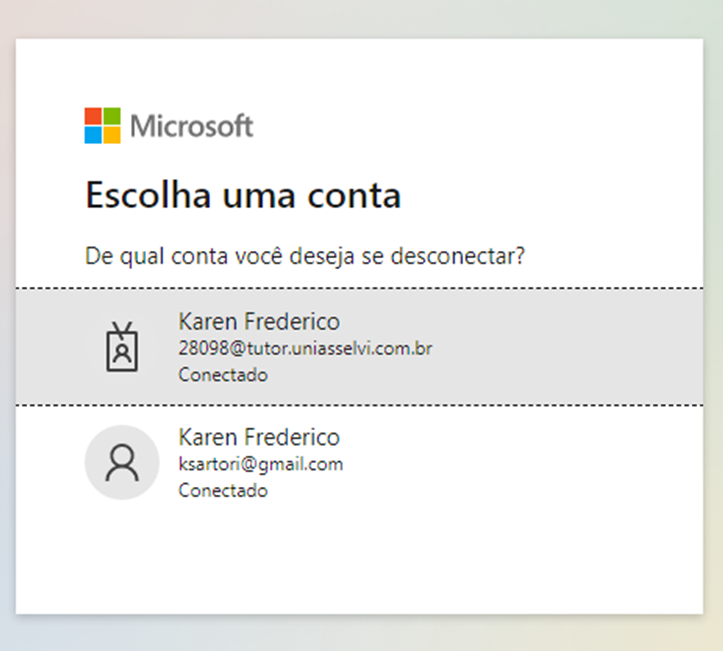 Microsoft
Escolha uma conta
De qual conta você deseja se desconectar?
Karen Frederico
28098@tutor.uniasselvi.com.br
Conectado
Karen Frederico
ksartori@gmail.com
Conectado